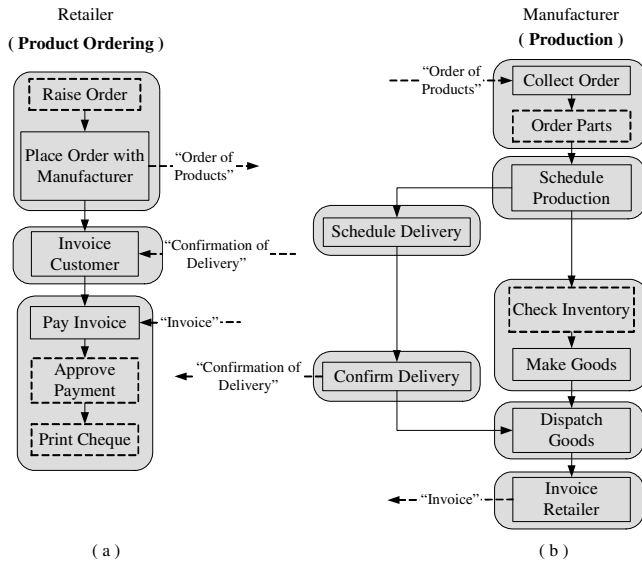 Retailer
( Product Ordering )
Raise Order
Place Order with
Manufacturer
“Order of
Products”
Invoice
Customer
“Confirmation of
Delivery”
Pay Invoice
“Invoice”
Approve
Payment
Print Cheque
( a )
Manufacturer
( Production )
“Order of
Products”
Collect Order
Order Parts
Schedule
Production
Schedule Delivery
Check Inventory
Make Goods
“Confirmation of
Delivery”
Confirm Delivery
Dispatch
Goods
“Invoice”
Invoice
Retailer
( b )